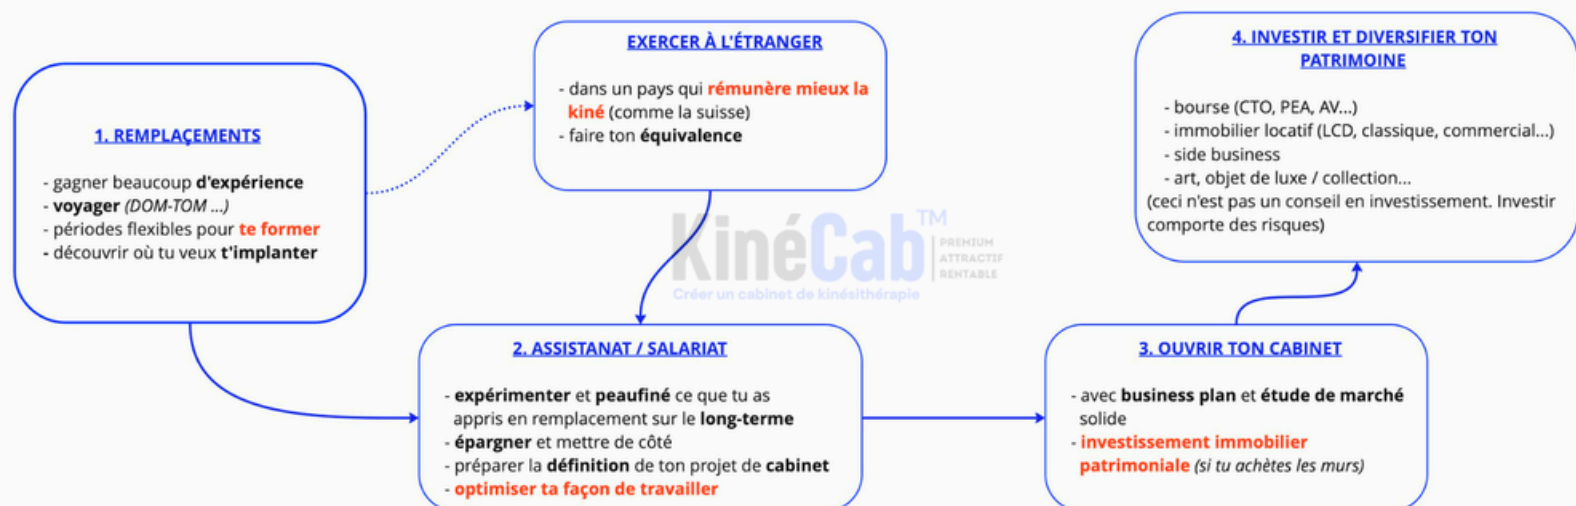 1. REMPLAÇEMENTS
- gagner beaucoup d'expérience
- voyager (DOM-TOM ...)
- périodes flexibles pour te former
- découvrir où tu veux t'implanter
EXERCER À L'ÉTRANGER
- dans un pays qui rémunère mieux la
kiné (comme la suisse)
- faire ton équivalence
KinéCab™
PREMIUM
ATTRACTIF
RENTABLE
Créer un cabinet de kinésithérapie
2. ASSISTANAT / SALARIAT
- expérimenter et peaufiné ce que tu as
appris en remplacement sur le long-terme
- épargner et mettre de côté
- préparer la définition de ton projet de cabinet
- optimiser ta façon de travailler
3. OUVRIR TON CABINET
- avec business plan et étude de marché
solide
- investissement immobilier
patrimoniale (si tu achètes les murs)
4. INVESTIR ET DIVERSIFIER TON
PATRIMOINE
- bourse (CTO, PEA, AV...)
- immobilier locatif (LCD, classique, commercial...)
- side business
- art, objet de luxe / collection...
(ceci n'est pas un conseil en investissement. Investir
comporte des risques)